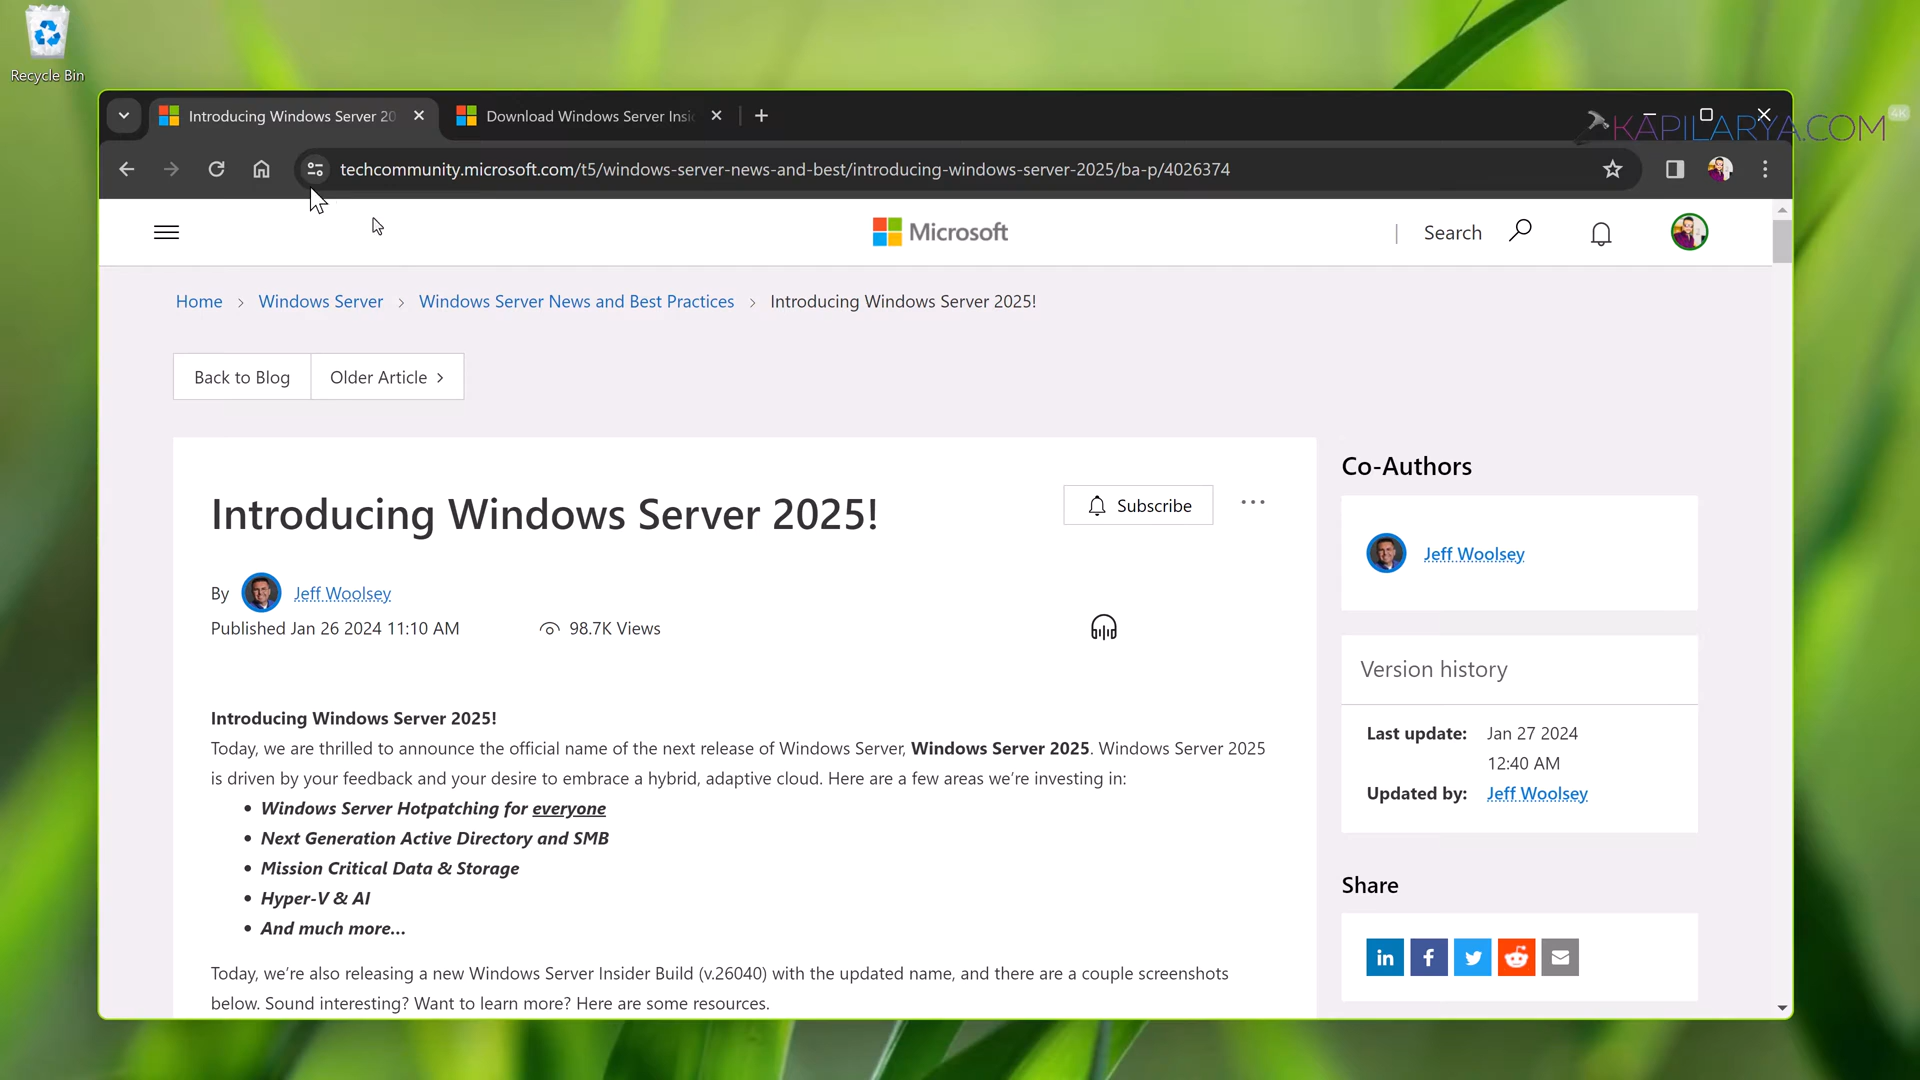 Recycle Bin
Introducing Windows Server 20
Download Windows Server Insi
KAPILARYA.COM
4K
techcommunity.microsoft.com/t5/windows-server-news-and-best/introducing-windows-server-2025/ba-p/4026374
Microsoft
| Search
Home > Windows Server > Windows Server News and Best Practices > Introducing Windows Server 2025!
Back to Blog
Older Article >
Introducing Windows Server 2025!
Subscribe
By Jeff Woolsey
Published Jan 26 2024 11:10 AM
98.7K Views
Introducing Windows Server 2025!
Today, we are thrilled to announce the official name of the next release of Windows Server, Windows Server 2025. Windows Server 2025
is driven by your feedback and your desire to embrace a hybrid, adaptive cloud. Here are a few areas we’re investing in:
• Windows Server Hotpatching for everyone
• Next Generation Active Directory and SMB
• Mission Critical Data & Storage
• Hyper-V & AI
• And much more...
Today, we’re also releasing a new Windows Server Insider Build (v.26040) with the updated name, and there are a couple screenshots
below. Sound interesting? Want to learn more? Here are some resources.
Co-Authors
Jeff Woolsey
Version history
Last update: Jan 27 2024
12:40 AM
Updated by: Jeff Woolsey
Share
in
f